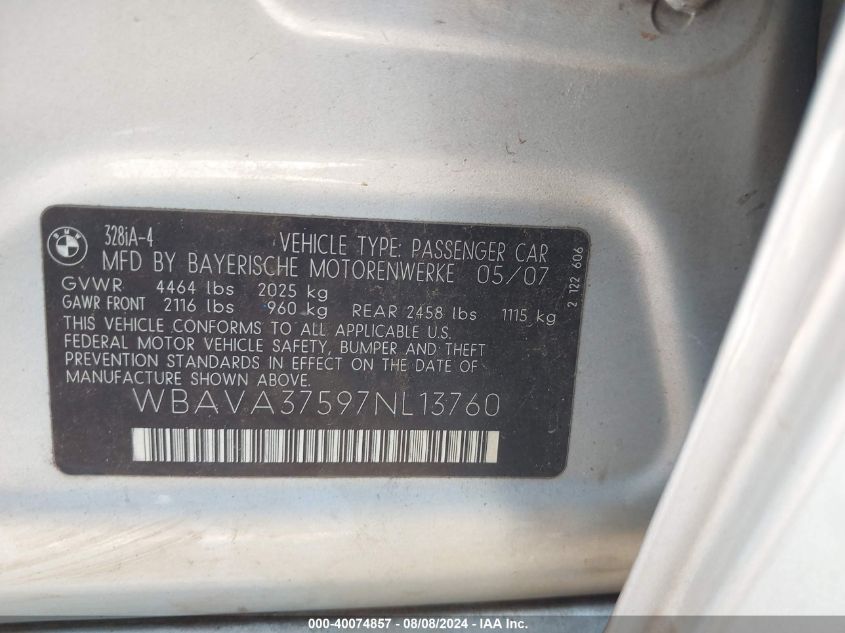 BMW
328iA-4
VEHICLE TYPE: PASSENGER CAR
MFD BY BAYERISCHE MOTORENWERKE 05/07
GVWR 4464 lbs 2025 kg
GAWR FRONT 2116 lbs 960 kg REAR 2458 lbs 1115 kg
THIS VEHICLE CONFORMS TO ALL APPLICABLE U.S.
FEDERAL MOTOR VEHICLE SAFETY, BUMPER AND THEFT
PREVENTION STANDARDS IN EFFECT ON THE DATE OF
MANUFACTURE SHOWN ABOVE.
WBAVA37597NL13760
2 122 606
000-40074857 - 08/08/2024 - IAA Inc.